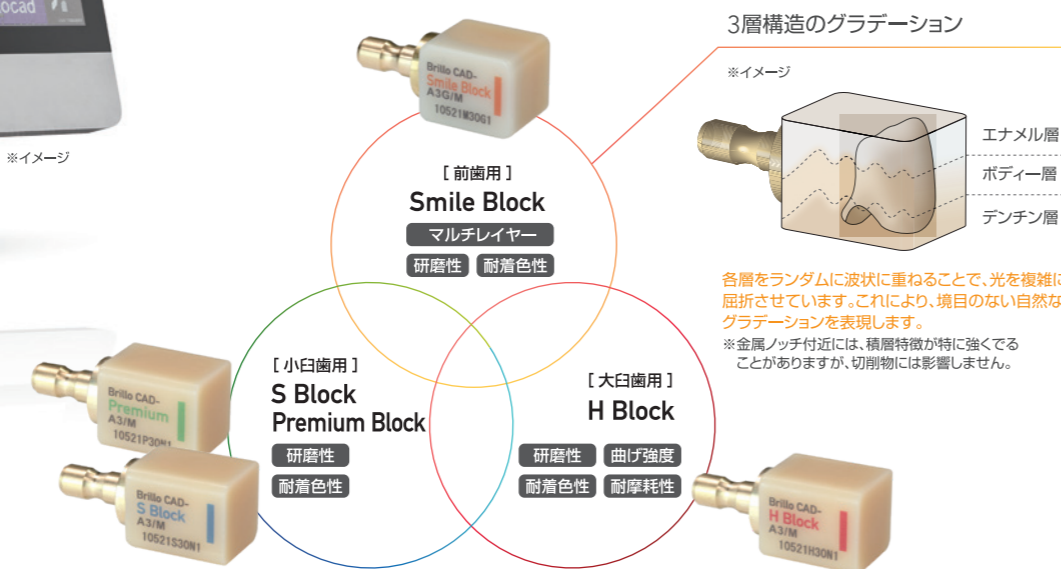 ocad
※イメージ
Brillo CAD-
Smile Block
A3G/M
10521M30G1
[ 前歯用 ]
Smile Block
マルチレイヤー
研磨性 耐着色性
3層構造のグラデーション
※イメージ
エナメル層
ボディー層
デンチン層
各層をランダムに波状に重ねることで、光を複雑に
屈折させています。これにより、境目のない自然な
グラデーションを表現します。
※金属ノッチ付近には、積層特徴が特に強くでる
ことがありますが、切削物には影響しません。
Brillo CAD-
Premium
A3/M
10521P30N1
Brillo CAD-
S Block
A3/M
10521S30N1
[ 小臼歯用 ]
S Block
Premium Block
研磨性
耐着色性
[ 大臼歯用 ]
H Block
研磨性 曲げ強度
耐着色性 耐摩耗性
Brillo CAD-
H Block
A3/M
10521H30N1